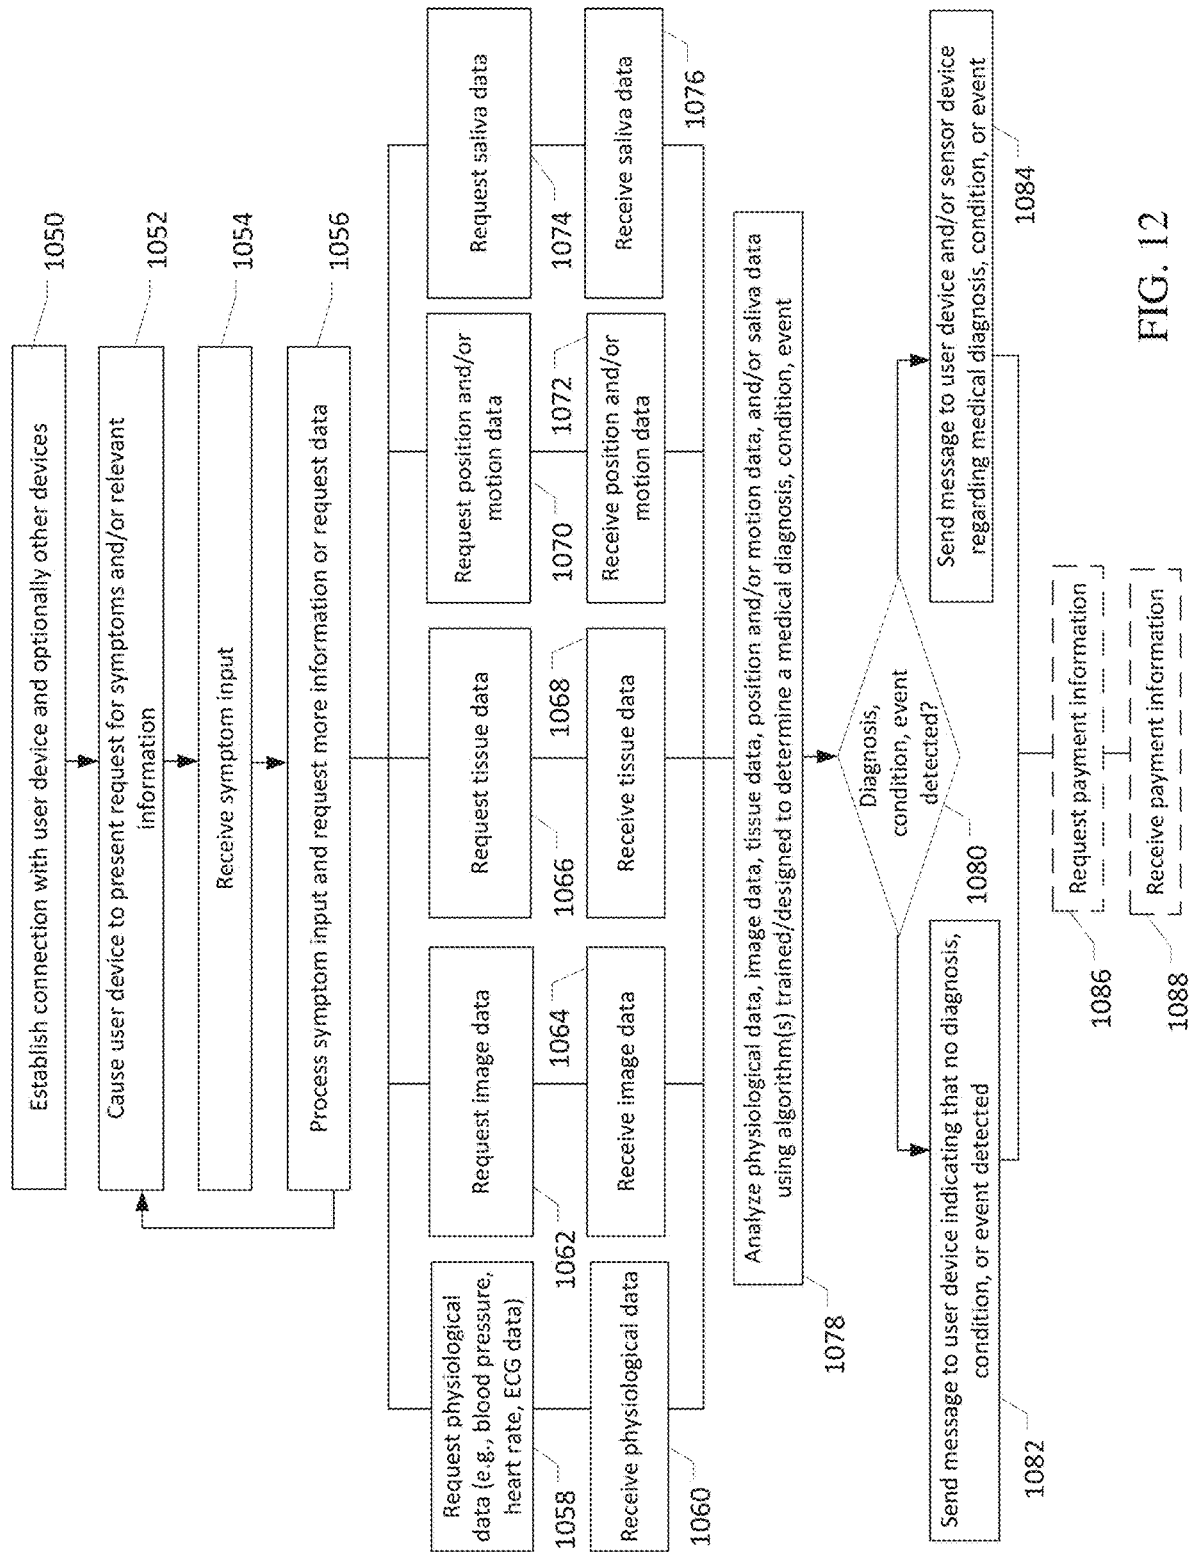 Establish connection with user device and optionally other devices
1050
Cause user device to present request for symptoms and/or relevant
information
1052
Receive symptom input
1054
Process symptom input and request more information or request data
1056
Request physiological
data (e.g., blood pressure,
heart rate, ECG data)
1058
Receive physiological data
1060
Request image data
1062
Receive image data
1064
Request tissue data
1066
Receive tissue data
1068
Request position and/or
motion data
1070
Receive position and/or
motion data
1072
Request saliva data
1074
Receive saliva data
1076
Analyze physiological data, image data, tissue data, position and/or motion data, and/or saliva data
using algorithm(s) trained/designed to determine a medical diagnosis, condition, event
1078
Diagnosis,
condition, event
detected?
1080
Send message to user device indicating that no diagnosis,
condition, or event detected
1082
Send message to user device and/or sensor device
regarding medical diagnosis, condition, or event
1084
Request payment information
1086
Receive payment information
1088
FIG. 12